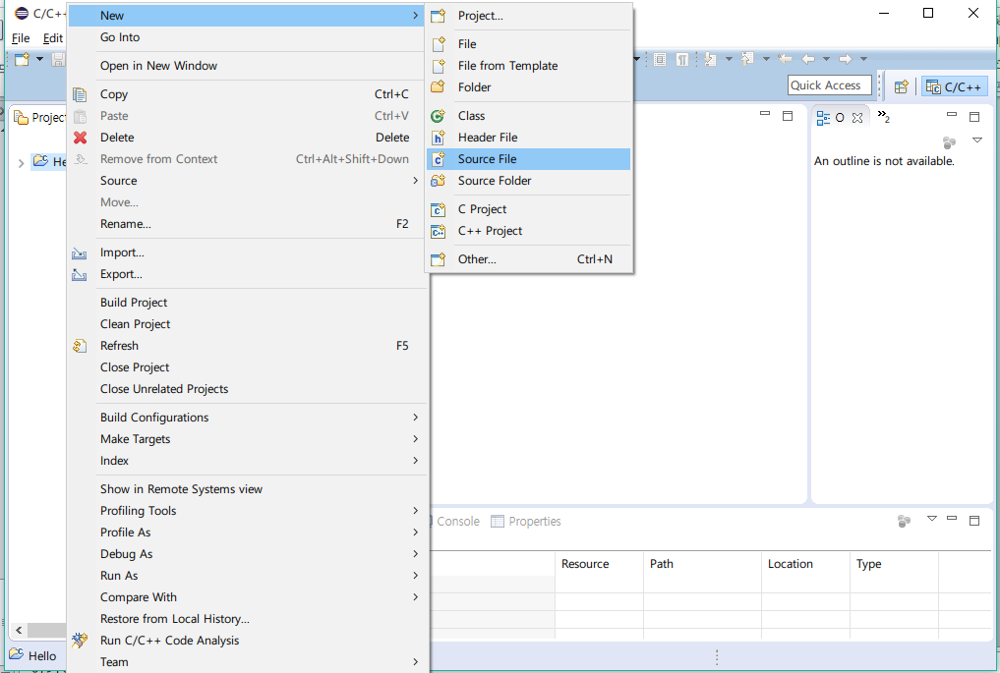 C/C++
File Edit
Quick Access
C/C++
Project
He
New
Go Into
Open in New Window
Copy Ctrl+C
Paste Ctrl+V
Delete Delete
Remove from Context Ctrl+Alt+Shift+Down
Source
Move...
Rename... F2
Import...
Export...
Build Project
Clean Project
Refresh F5
Close Project
Close Unrelated Projects
Build Configurations
Make Targets
Index
Show in Remote Systems view
Profiling Tools
Profile As
Debug As
Run As
Compare With
Restore from Local History...
Run C/C++ Code Analysis
Team
Project...
File
File from Template
Folder
Class
Header File
Source File
Source Folder
C Project
C++ Project
Other... Ctrl+N
O
2
An outline is not available.
Console Properties
Resource Path Location Type
Hello